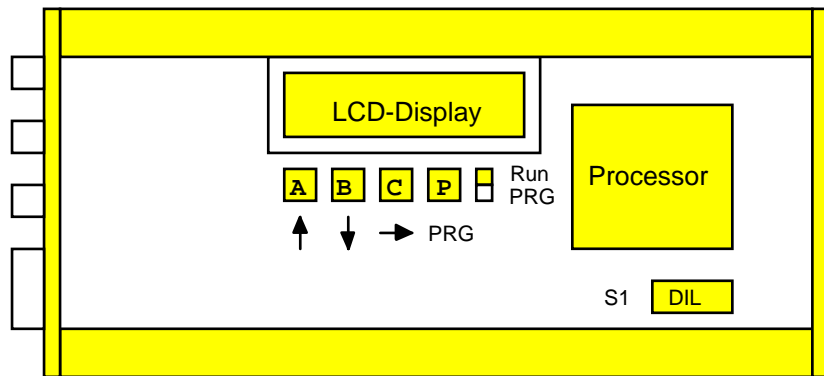 LCD-Display
A B C P Run
PRG
Processor
PRG
S1 DIL